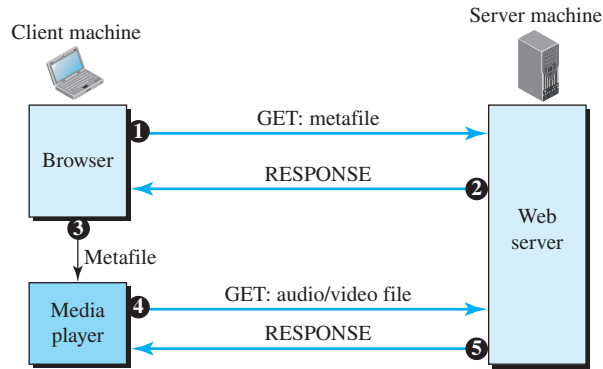 Server machine
Client machine
1
GET: metafile
Browser
RESPONSE
2
3
Web
server
Metafile
4
GET: audio/video file
Media
player
RESPONSE
5